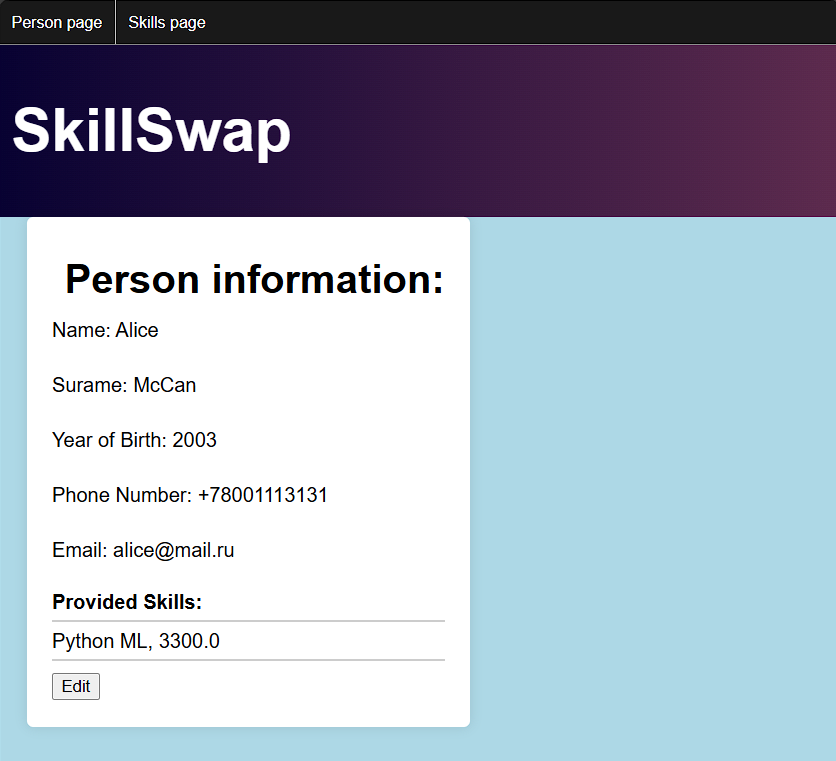 Person page
Skills page
SkillSwap
Person information:
Name: Alice
Surame: McCan
Year of Birth: 2003
Phone Number: +78001113131
Email: alice@mail.ru
Provided Skills:
Python ML, 3300.0
Edit